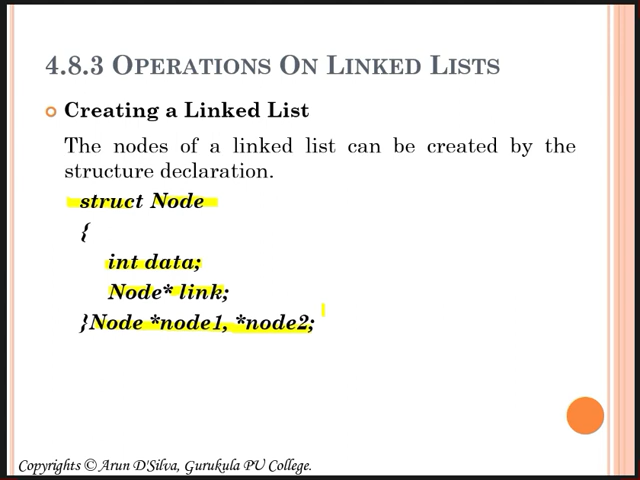 4.8.3 OPERATIONS ON LINKED LISTS
Creating a Linked List
The nodes of a linked list can be created by the
structure declaration.
struct Node
{
int data;
Node* link;
}Node *node1, *node2;
Copyrights © Arun D'Silva, Gurukula PU College.